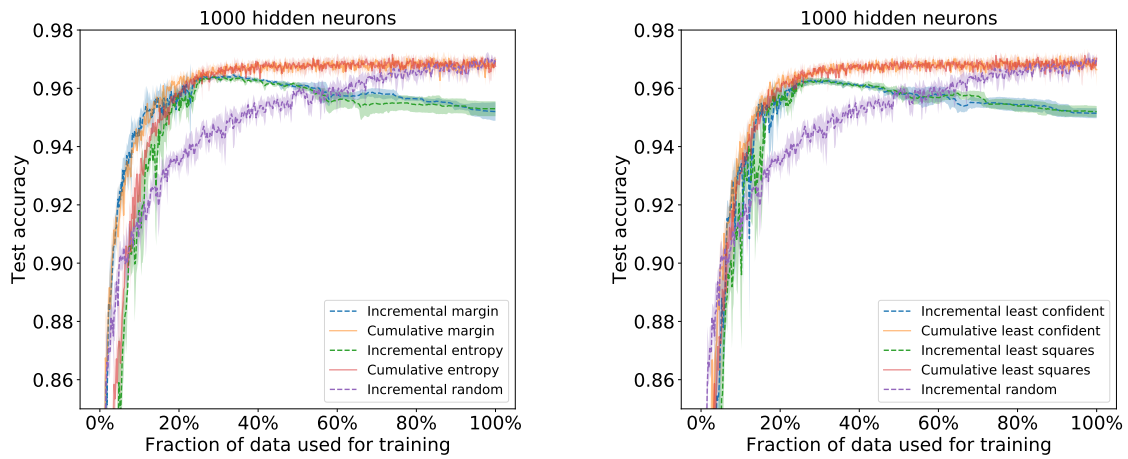 1000 hidden neurons
0.98
0.96
0.94
0.92
0.90
0.88
0.86
Test accuracy
Incremental margin
Cumulative margin
Incremental entropy
Cumulative entropy
Incremental random
0% 20% 40% 60% 80% 100%
Fraction of data used for training
1000 hidden neurons
0.98
0.96
0.94
0.92
0.90
0.88
0.86
Test accuracy
Incremental least confident
Cumulative least confident
Incremental least squares
Cumulative least squares
Incremental random
0% 20% 40% 60% 80% 100%
Fraction of data used for training